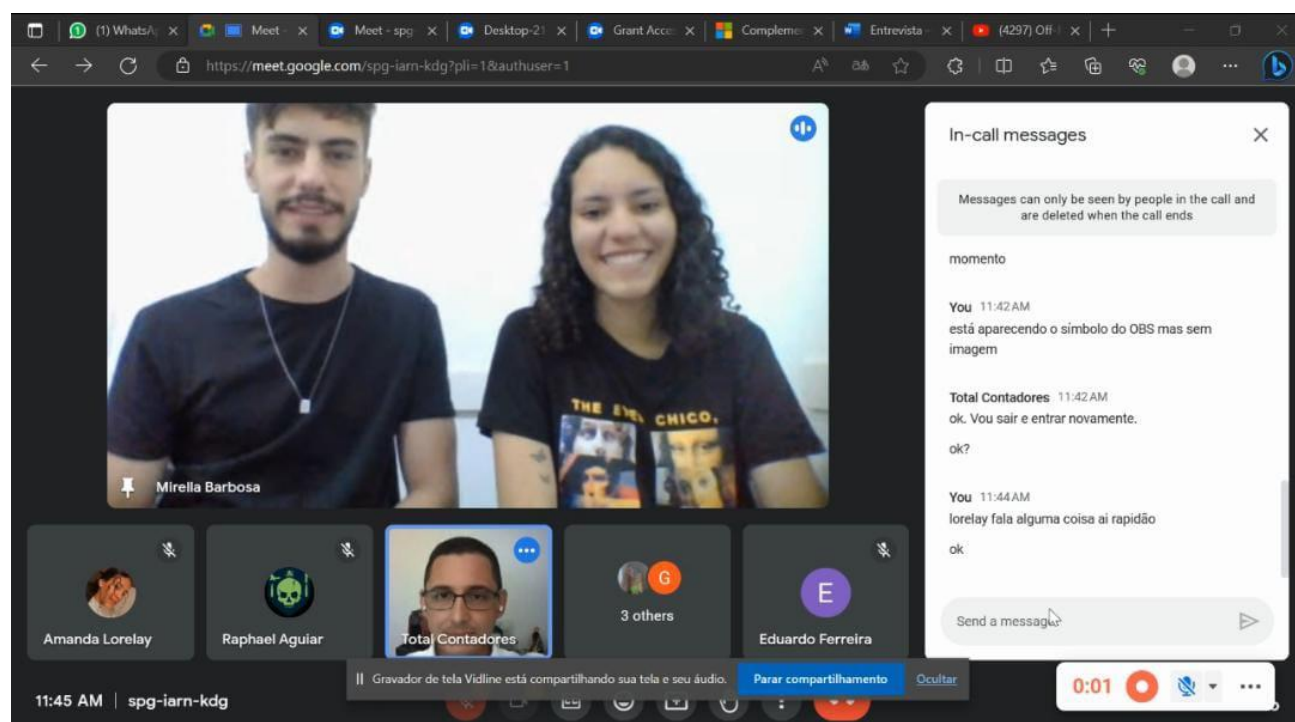 (1) WhatsA
Meet -
Meet - spg
Desktop-21
Grant Acce
Compleme
Entrevista -
(4297) Off-
https://meet.google.com/spg-iarn-kdg?pli=1&authuser=1
In-call messages
Messages can only be seen by people in the call and
are deleted when the call ends
momento
You 11:42 AM
está aparecendo o símbolo do OBS mas sem
imagem
Total Contadores 11:42 AM
ok. Vou sair e entrar novamente.
ok?
You 11:44 AM
lorelay fala alguma coisa ai rapidão
ok
Send a message
THE EYES CHICO,
Mirella Barbosa
Amanda Lorelay
Raphael Aguiar
Total Contadores
G
3 others
E
Eduardo Ferreira
Gravador de tela Vidline está compartilhando sua tela e seu áudio.
Parar compartilhamento
Ocultar
11:45 AM | spg-iarn-kdg
0:01